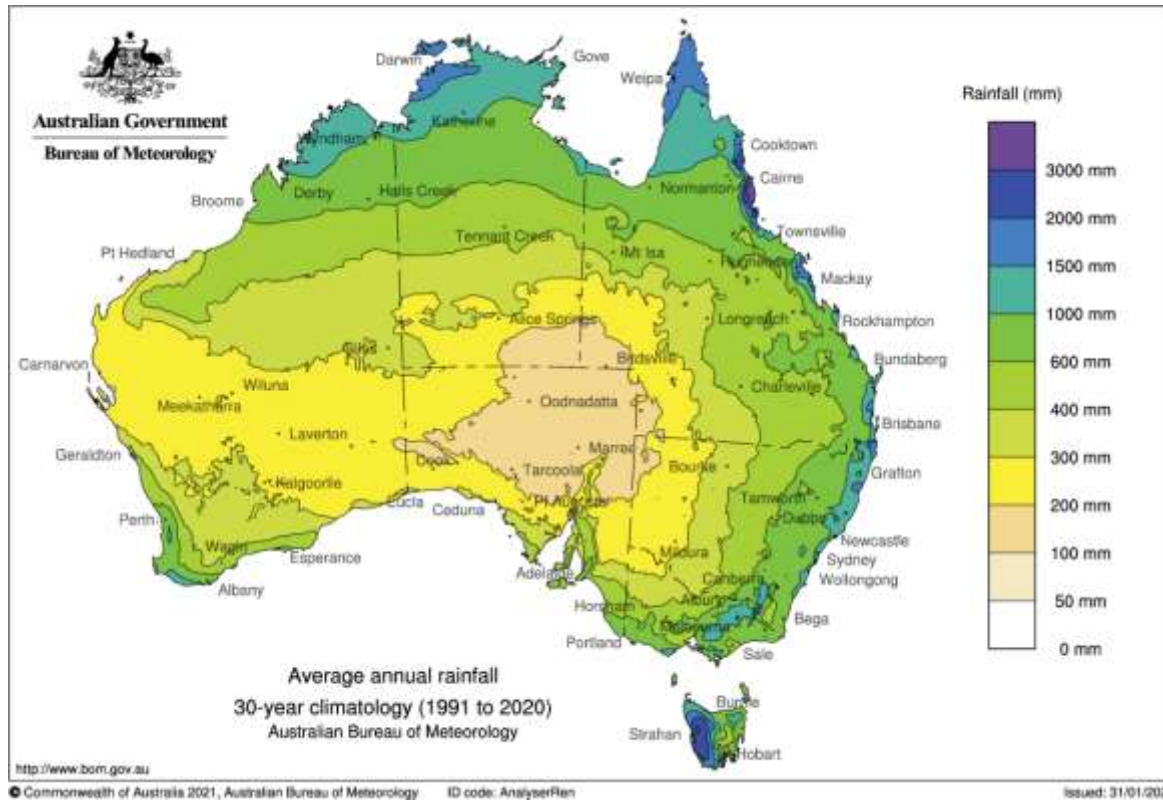 Australian Government
Bureau of Meteorology
Darwin
Gove
Weipa
Wyndham
Katherine
Cooktown
Cairns
Broome
Derby
Halls Creek
Normanton
Townsville
Pt Hedland
Tennant Creek
Mt Isa
Hughenden
Mackay
Alice Springs
Longreach
Rockhampton
Carnarvon
Giles
Birdsville
Bundaberg
Meekatharra
Wiluna
Oodnadatta
Charleville
Brisbane
Geraldton
Laverton
Cook
Marree
Bourke
Grafton
Kalgoorlie
Tarcoola
Tamworth
Perth
Eucla
Ceduna
Pt Augusta
Dubbo
Newcastle
Wagin
Esperance
Mildura
Sydney
Albany
Adelaide
Canberra
Wollongong
Horsham
Albury
Melbourne
Bega
Portland
Sale
Burnie
Strahan
Hobart
Rainfall (mm)
3000 mm
2000 mm
1500 mm
1000 mm
600 mm
400 mm
300 mm
200 mm
100 mm
50 mm
0 mm
Average annual rainfall
30-year climatology (1991 to 2020)
Australian Bureau of Meteorology
http://www.bom.gov.au
© Commonwealth of Australia 2021, Australian Bureau of Meteorology ID code: AnalyserRen Issued: